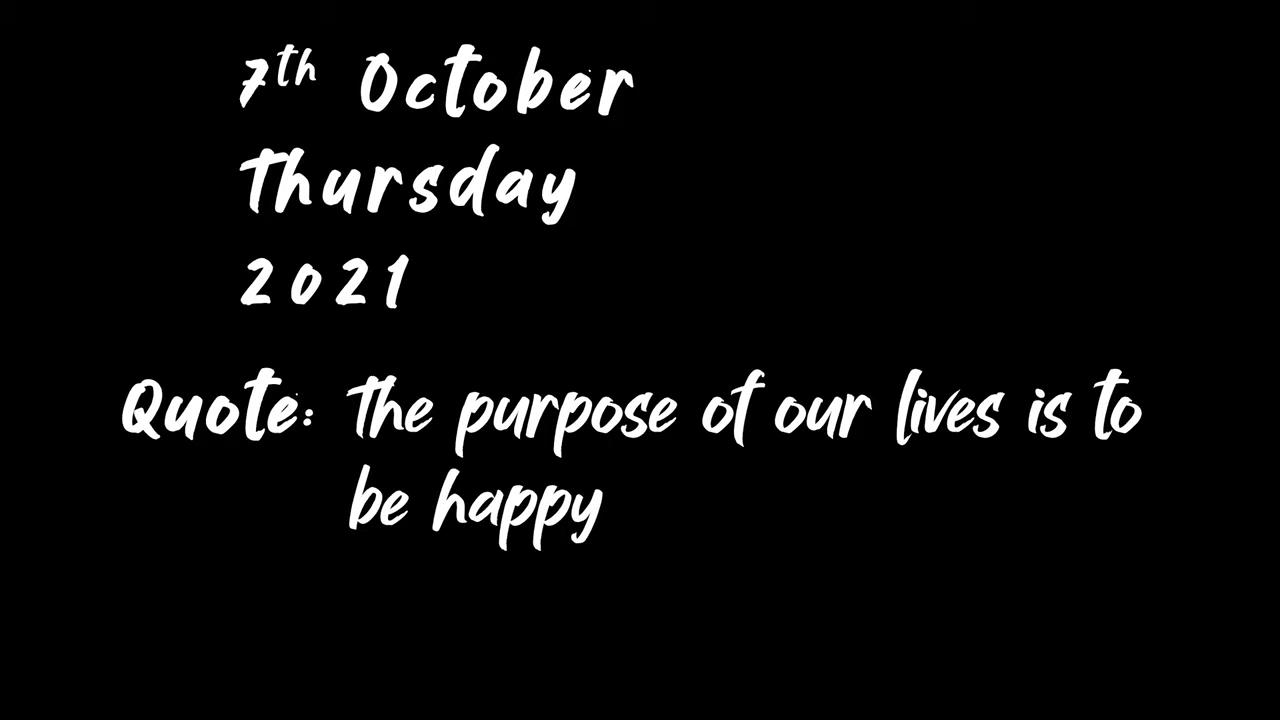 7th October
Thursday
2021
Quote: The purpose of our lives is to
be happy